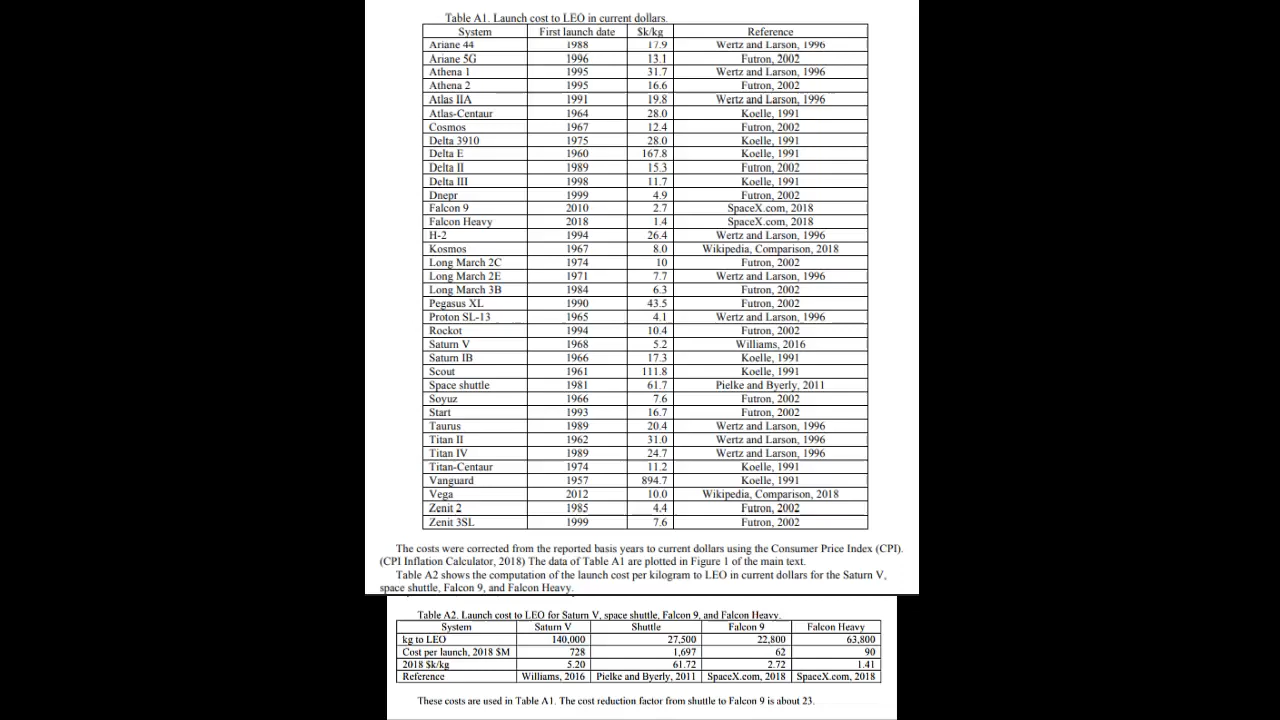 Table A1. Launch cost to LEO in current dollars.
System First launch date $k/kg Reference
Ariane 44 1988 17.9 Wertz and Larson, 1996
Ariane 5G 1996 13.1 Futron, 2002
Athena 1 1995 31.7 Wertz and Larson, 1996
Athena 2 1995 16.6 Futron, 2002
Atlas IIA 1991 19.8 Wertz and Larson, 1996
Atlas-Centaur 1964 28.0 Koelle, 1991
Cosmos 1967 12.4 Futron, 2002
Delta 3910 1975 28.0 Koelle, 1991
Delta E 1960 167.8 Koelle, 1991
Delta II 1989 15.3 Futron, 2002
Delta III 1998 11.7 Koelle, 1991
Dnepr 1999 4.9 Futron, 2002
Falcon 9 2010 2.7 SpaceX.com, 2018
Falcon Heavy 2018 1.4 SpaceX.com, 2018
H-2 1994 26.4 Wertz and Larson, 1996
Kosmos 1967 8.0 Wikipedia, Comparison, 2018
Long March 2C 1974 10 Futron, 2002
Long March 2E 1971 7.7 Wertz and Larson, 1996
Long March 3B 1984 6.3 Futron, 2002
Pegasus XL 1990 43.5 Futron, 2002
Proton SL-13 1965 4.1 Wertz and Larson, 1996
Rockot 1994 10.4 Futron, 2002
Saturn V 1968 5.2 Williams, 2016
Saturn IB 1966 17.3 Koelle, 1991
Scout 1961 111.8 Koelle, 1991
Space shuttle 1981 61.7 Pielke and Byerly, 2011
Soyuz 1966 7.6 Futron, 2002
Start 1993 16.7 Futron, 2002
Taurus 1989 20.4 Wertz and Larson, 1996
Titan II 1962 31.0 Wertz and Larson, 1996
Titan IV 1989 24.7 Wertz and Larson, 1996
Titan-Centaur 1974 11.2 Koelle, 1991
Vanguard 1957 894.7 Koelle, 1991
Vega 2012 10.0 Wikipedia, Comparison, 2018
Zenit 2 1985 4.4 Futron, 2002
Zenit 3SL 1999 7.6 Futron, 2002
The costs were corrected from the reported basis years to current dollars using the Consumer Price Index (CPI).
(CPI Inflation Calculator, 2018) The data of Table A1 are plotted in Figure 1 of the main text.
Table A2 shows the computation of the launch cost per kilogram to LEO in current dollars for the Saturn V,
space shuttle, Falcon 9, and Falcon Heavy.
Table A2. Launch cost to LEO for Saturn V, space shuttle, Falcon 9, and Falcon Heavy.
System Saturn V Shuttle Falcon 9 Falcon Heavy
kg to LEO 140,000 27,500 22,800 63,800
Cost per launch, 2018 $M 728 1,697 62 90
2018 $k/kg 5.20 61.72 2.72 1.41
Reference Williams, 2016 Pielke and Byerly, 2011 SpaceX.com, 2018 SpaceX.com, 2018
These costs are used in Table A1. The cost reduction factor from shuttle to Falcon 9 is about 23.